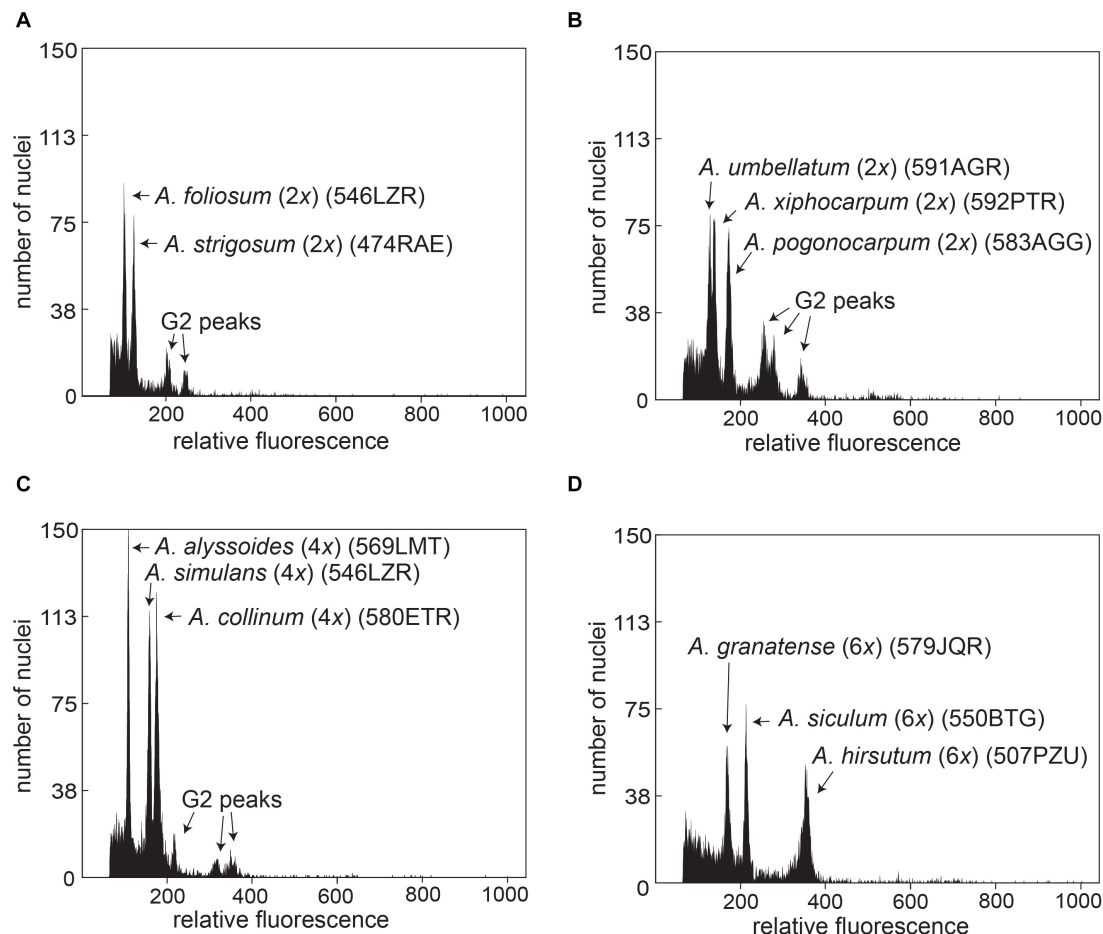 A
150
113
75
38
0
number of nuclei
A. foliosum (2x) (546LZR)
A. strigosum (2x) (474RAE)
G2 peaks
200
400
600
800
1000
relative fluorescence
B
150
113
75
38
0
number of nuclei
A. umbellatum (2x) (591AGR)
A. xiphocarpum (2x) (592PTR)
A. pogonocarpum (2x) (583AGG)
G2 peaks
200
400
600
800
1000
relative fluorescence
C
150
113
75
38
0
number of nuclei
A. alyssoides (4x) (569LMT)
A. simulans (4x) (546LZR)
A. collinum (4x) (580ETR)
G2 peaks
200
400
600
800
1000
relative fluorescence
D
150
113
75
38
0
number of nuclei
A. granatense (6x) (579JQR)
A. siculum (6x) (550BTG)
A. hirsutum (6x) (507PZU)
200
400
600
800
1000
relative fluorescence